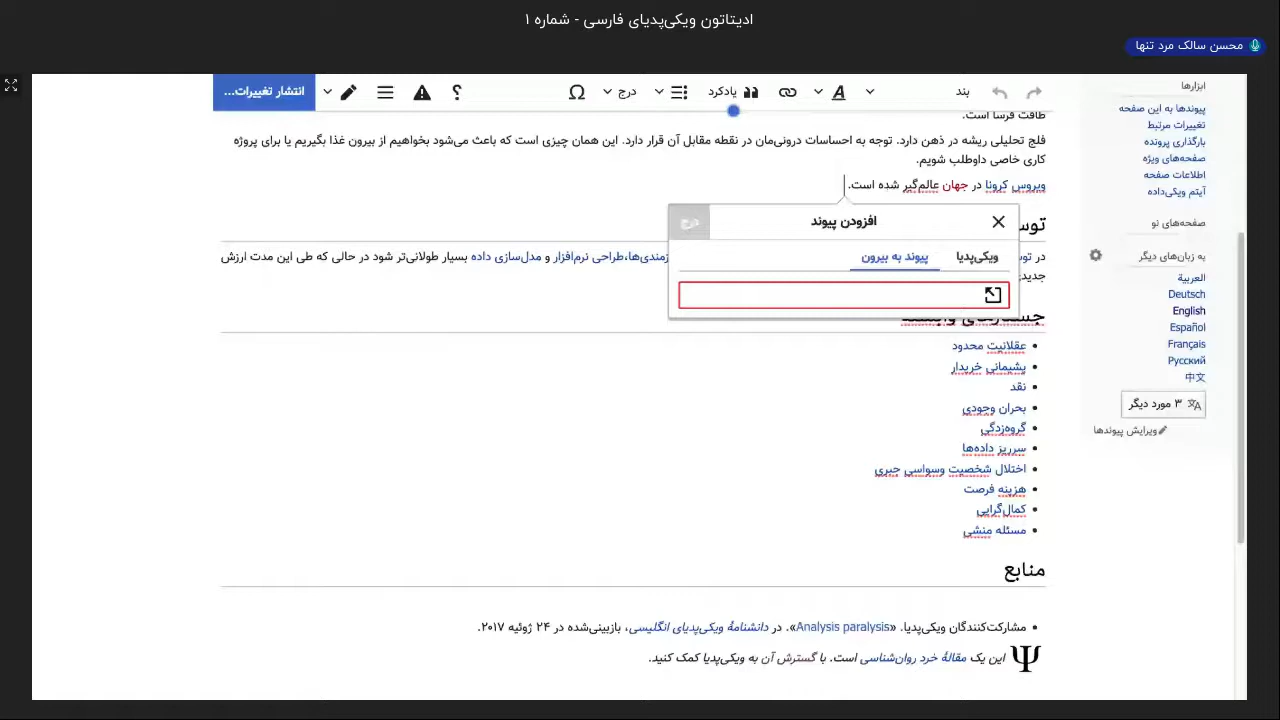 ادیتاتون ویکی‌پدیای فارسی - شماره ۱
محسن سالک مرد تنها
بند
یادکرد
درج
انتشار تغییرات...
طاقت فرسا است.
فلج تحلیلی ریشه در ذهن دارد. توجه به احساسات درونی‌مان در نقطه مقابل آن قرار دارد. این همان چیزی است که باعث می‌شود بخواهیم از بیرون غذا بگیریم یا برای پروژه
کاری خاصی داوطلب شویم.
ویروس کرونا در جهان عالم‌گیر شده است.
افزودن پیوند
درج
ویکی‌پدیا
پیوند به بیرون
در
بسیار طولانی‌تر شود در حالی که طی این مدت ارزش
طراحی نرم‌افزار و مدل‌سازی داده
جستارهای وابسته
عقلانیت محدود
پشیمانی خریدار
نقد
بحران وجودی
گروه‌زدگی
سرریز داده‌ها
اختلال شخصیت وسواسی جبری
هزینه فرصت
کمال‌گرایی
مسئله منشی
منابع
مشارکت‌کنندگان ویکی‌پدیا. «Analysis paralysis». در دانشنامهٔ ویکی‌پدیای انگلیسی، بازبینی‌شده در ۲۴ ژوئیه ۲۰۱۷.
این یک مقالهٔ خرد روان‌شناسی است. با گسترش آن به ویکی‌پدیا کمک کنید.
ابزارها
پیوندها به این صفحه
تغییرات مرتبط
بارگذاری پرونده
صفحه‌های ویژه
اطلاعات صفحه
آیتم ویکی‌داده
صفحه‌های نو
به زبان‌های دیگر
العربية
Deutsch
English
Español
Français
Русский
中文
۳ مورد دیگر
ویرایش پیوندها